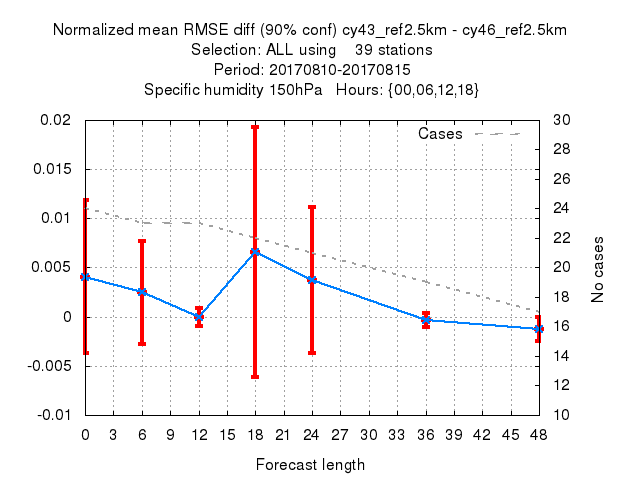 Normalized mean RMSE diff (90% conf) cy43_ref2.5km - cy46_ref2.5km
Selection: ALL using    39 stations
Period: 20170810-20170815
Specific humidity 150hPa   Hours: {00,06,12,18}
Cases
0.02
0.015
0.01
0.005
0
-0.005
-0.01
30
28
26
24
22
20
18
16
14
12
10
No cases
0 3 6 9 12 15 18 21 24 27 30 33 36 39 42 45 48
Forecast length